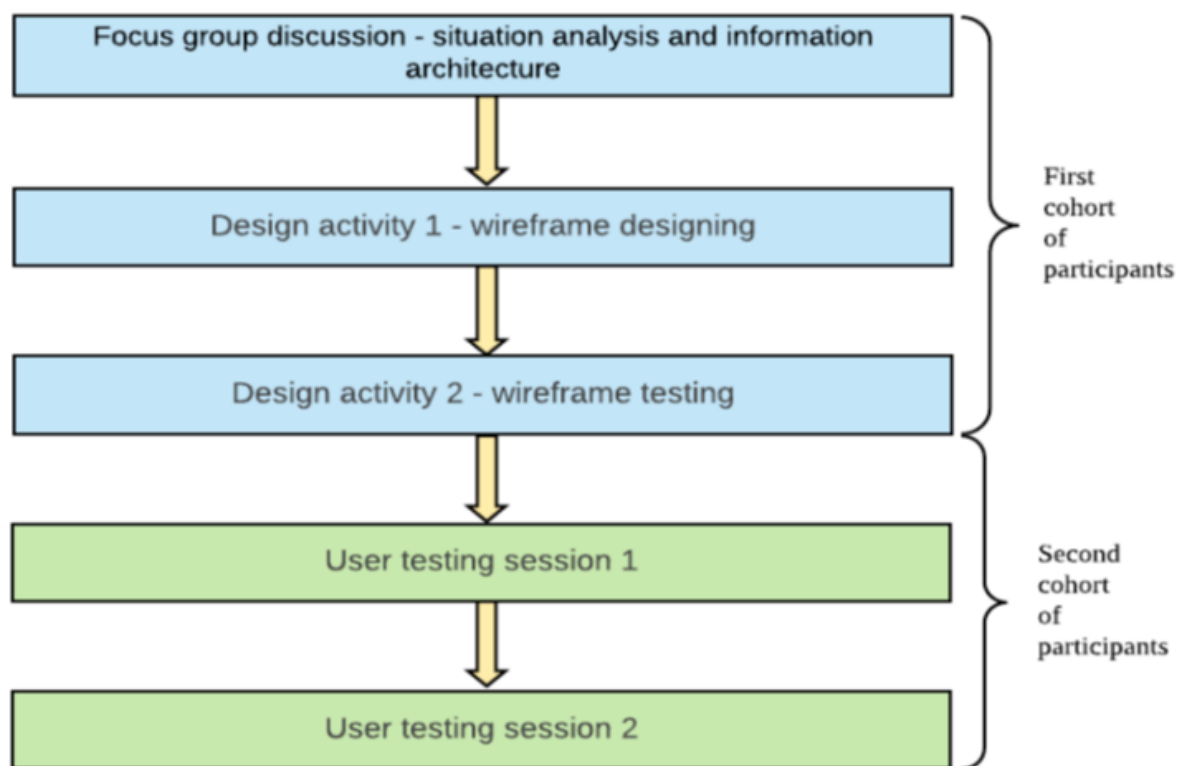 Focus group discussion - situation analysis and information
architecture
First
cohort
of
participants
Design activity 1 - wireframe designing
Design activity 2 - wireframe testing
Second
cohort
of
participants
User testing session 1
User testing session 2